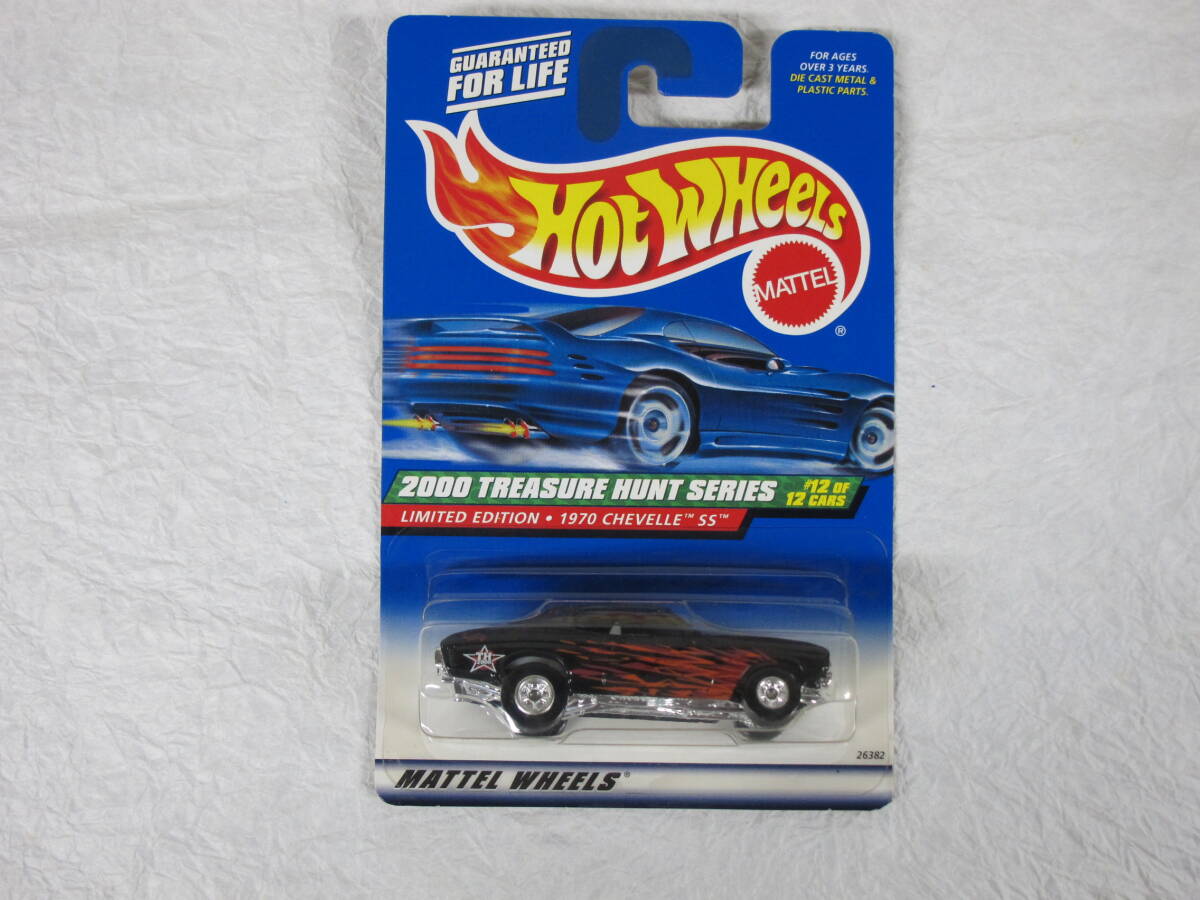 GUARANTEED
FOR LIFE
FOR AGES
OVER 3 YEARS.
DIE CAST METAL &
PLASTIC PARTS.
HOT WHEELS
MATTEL
®
2000 TREASURE HUNT SERIES
#12 OF
12 CARS
LIMITED EDITION • 1970 CHEVELLE™ SS™
TH
26382
MATTEL WHEELS®